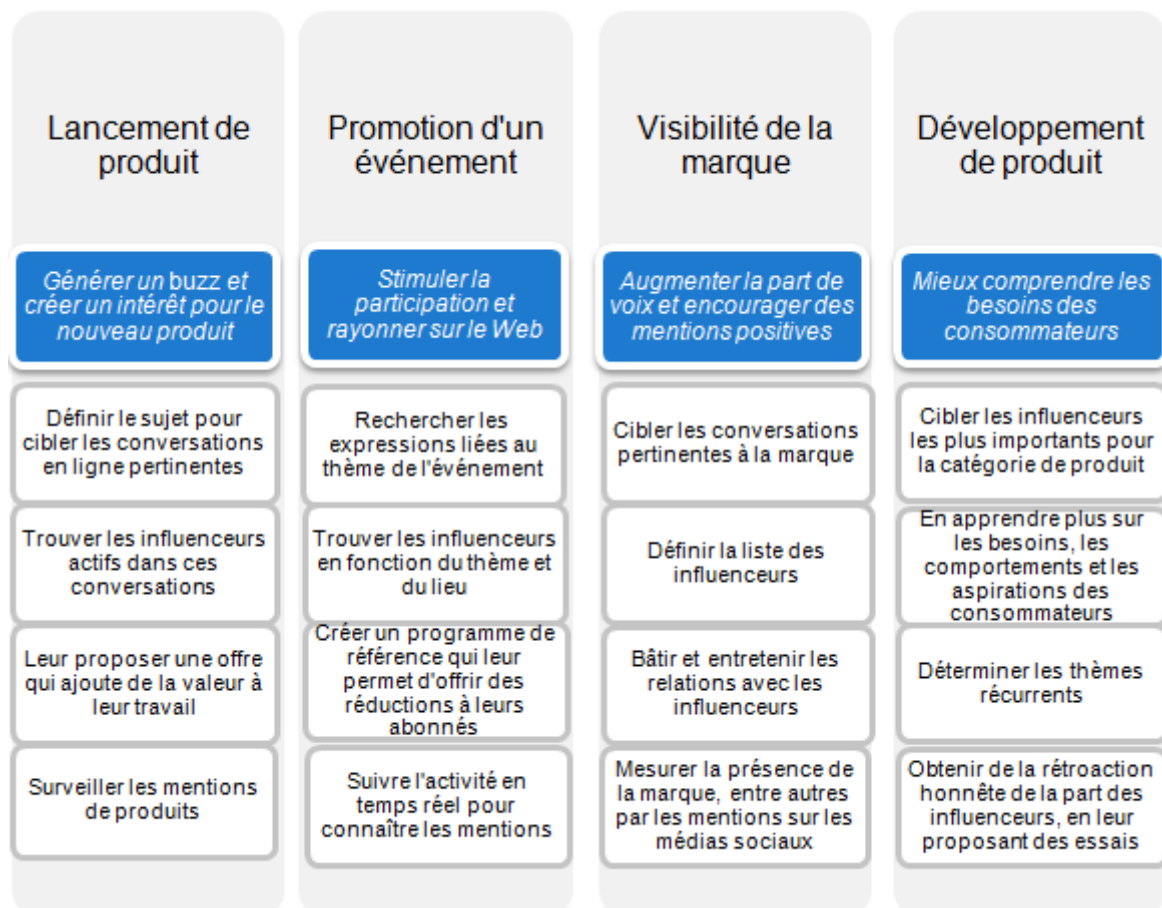 Lancement de
produit
Générer un buzz et
créer un intérêt pour le
nouveau produit
Définir le sujet pour
cibler les conversations
en ligne pertinentes
Trouver les influenceurs
actifs dans ces
conversations
Leur proposer une offre
qui ajoute de la valeur à
leur travail
Surveiller les mentions
de produits
Promotion d'un
événement
Stimuler la
participation et
rayonner sur le Web
Rechercher les
expressions liées au
thème de l'événement
Trouver les influenceurs
en fonction du thème et
du lieu
Créer un programme de
référence qui leur
permet d'offrir des
réductions à leurs
abonnés
Suivre l'activité en
temps réel pour
connaître les mentions
Visibilité de la
marque
Augmenter la part de
voix et encourager des
mentions positives
Cibler les conversations
pertinentes à la marque
Définir la liste des
influenceurs
Bâtir et entretenir les
relations avec les
influenceurs
Mesurer la présence de
la marque, entre autres
par les mentions sur les
médias sociaux
Développement
de produit
Mieux comprendre les
besoins des
consommateurs
Cibler les influenceurs
les plus importants pour
la catégorie de produit
En apprendre plus sur
les besoins, les
comportements et les
aspirations des
consommateurs
Déterminer les thèmes
récurrents
Obtenir de la rétroaction
honnête de la part des
influenceurs, en leur
proposant des essais